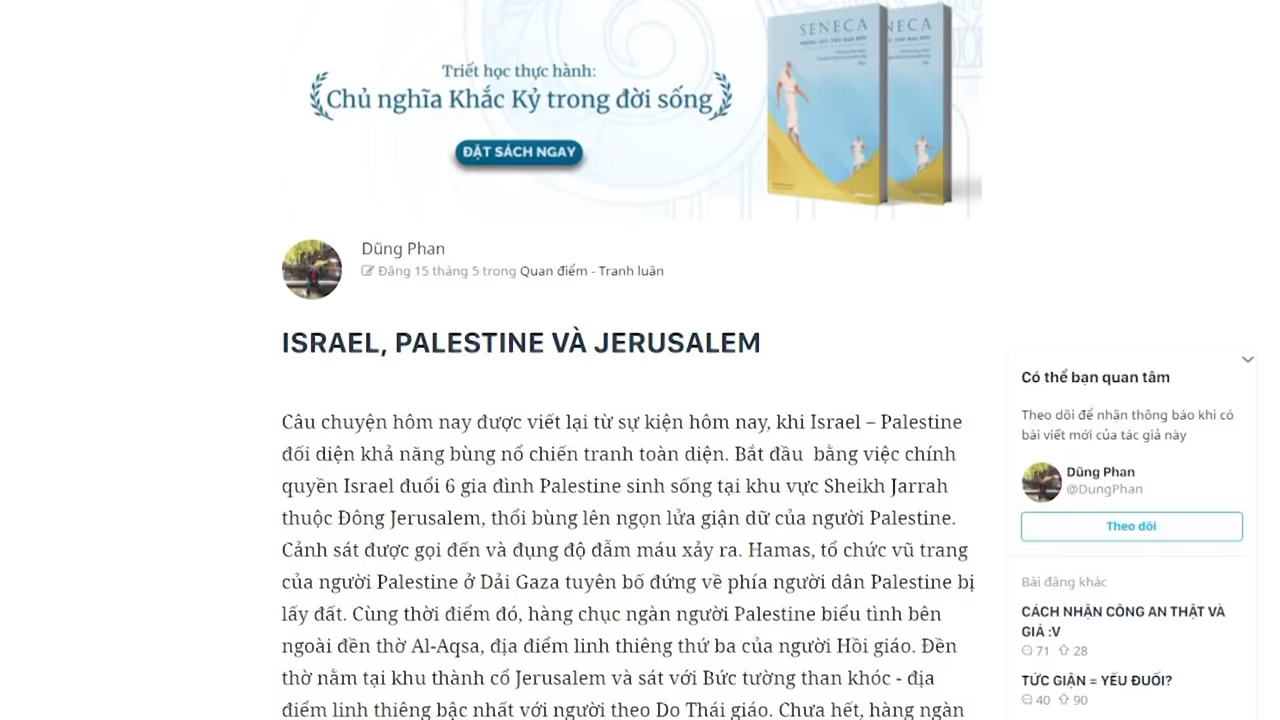 Triết học thực hành:
Chủ nghĩa Khắc Kỷ trong đời sống
ĐẶT SÁCH NGAY
SENECA
Dũng Phan
Đăng 15 tháng 5 trong Quan điểm - Tranh luận
ISRAEL, PALESTINE VÀ JERUSALEM
Câu chuyện hôm nay được viết lại từ sự kiện hôm nay, khi Israel – Palestine
đối diện khả năng bùng nổ chiến tranh toàn diện. Bắt đầu bằng việc chính
quyền Israel đuổi 6 gia đình Palestine sinh sống tại khu vực Sheikh Jarrah
thuộc Đông Jerusalem, thổi bùng lên ngọn lửa giận dữ của người Palestine.
Cảnh sát được gọi đến và đụng độ đẫm máu xảy ra. Hamas, tổ chức vũ trang
của người Palestine ở Dải Gaza tuyên bố đứng về phía người dân Palestine bị
lấy đất. Cùng thời điểm đó, hàng chục ngàn người Palestine biểu tình bên
ngoài đền thờ Al-Aqsa, địa điểm linh thiêng thứ ba của người Hồi giáo. Đền
thờ nằm tại khu thành cổ Jerusalem và sát với Bức tường than khóc - địa
điểm linh thiêng bậc nhất với người theo Do Thái giáo. Chưa hết, hàng ngàn
Có thể bạn quan tâm
Theo dõi để nhận thông báo khi có
bài viết mới của tác giả này
Dũng Phan
@DungPhan
Theo dõi
Bài đăng khác
CÁCH NHẬN CÔNG AN THẬT VÀ
GIẢ :V
71 28
TỨC GIẬN = YẾU ĐUỐI?
40 90